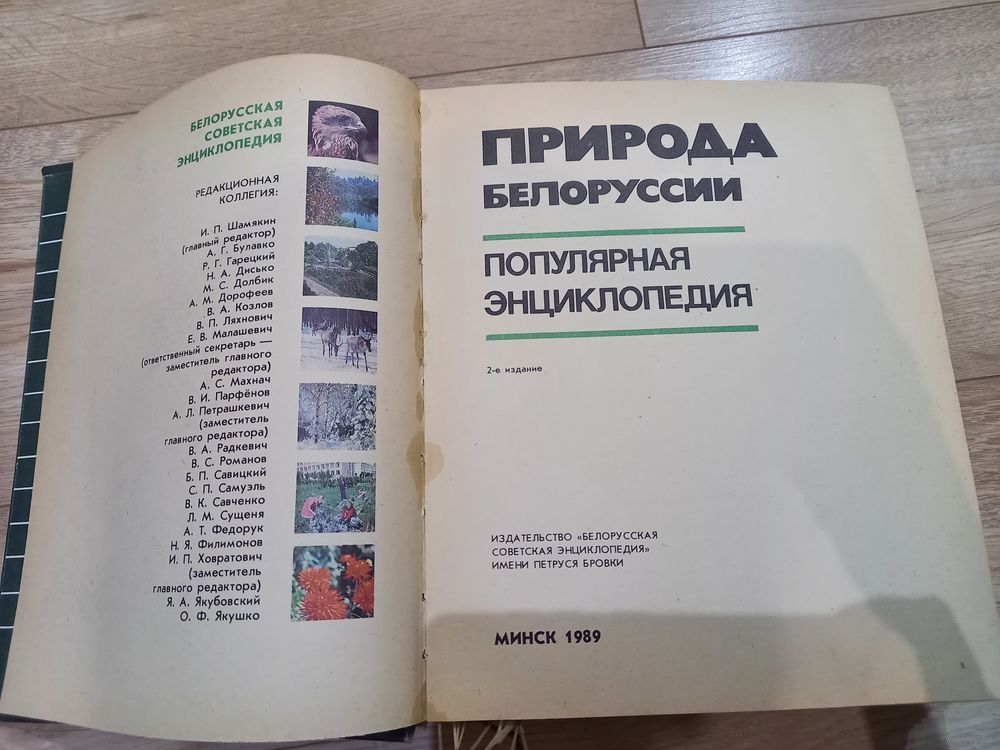 БЕЛОРУССКАЯ
СОВЕТСКАЯ
ЭНЦИКЛОПЕДИЯ
РЕДАКЦИОННАЯ
КОЛЛЕГИЯ:
И. П. Шамякин
(главный редактор)
А. Г. Булавко
Р. Г. Гарецкий
Н. А. Дисько
М. С. Долбик
А. М. Дорофеев
В. А. Козлов
В. П. Ляхнович
Е. В. Малашевич
(ответственный секретарь —
заместитель главного
редактора)
А. С. Махнач
В. И. Парфёнов
А. Л. Петрашкевич
(заместитель
главного редактора)
В. А. Радкевич
В. С. Романов
Б. П. Савицкий
С. П. Самуэль
В. К. Савченко
Л. М. Сущеня
А. Т. Федорук
Н. Я. Филимонов
И. П. Ховратович
(заместитель
главного редактора)
Я. А. Якубовский
О. Ф. Якушко
ПРИРОДА
БЕЛОРУССИИ
ПОПУЛЯРНАЯ
ЭНЦИКЛОПЕДИЯ
2-е издание
ИЗДАТЕЛЬСТВО «БЕЛОРУССКАЯ
СОВЕТСКАЯ ЭНЦИКЛОПЕДИЯ»
ИМЕНИ ПЕТРУСЯ БРОВКИ
МИНСК 1989